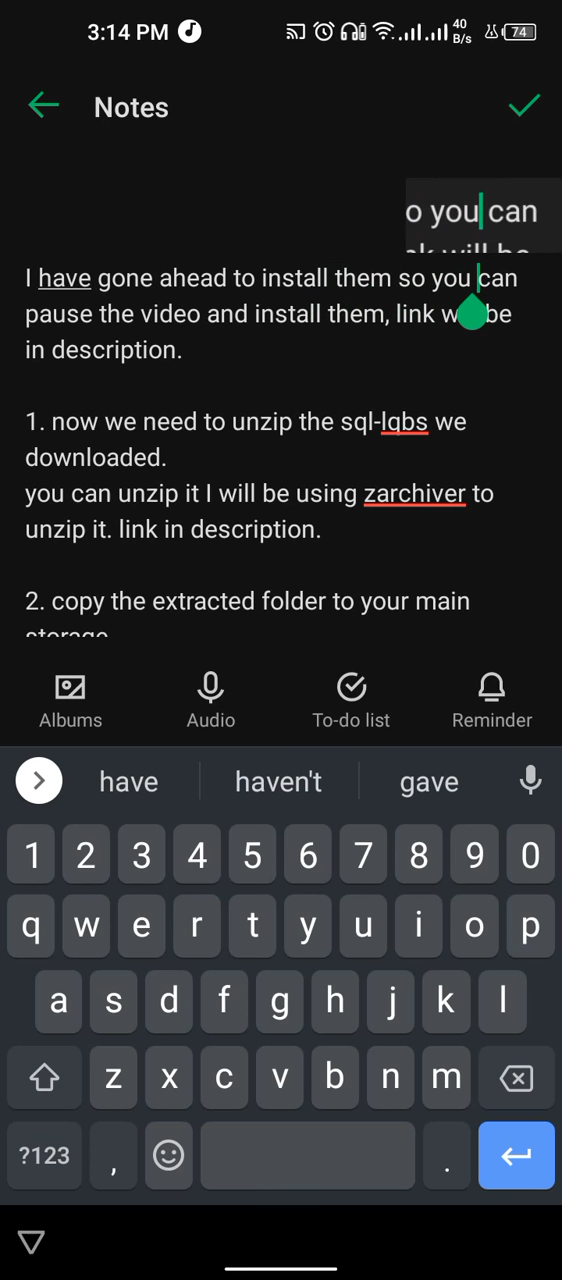 3:14 PM
40
B/s
74
Notes
o you can
I have gone ahead to install them so you can
pause the video and install them, link be
in description.
1. now we need to unzip the sql-lqbs we
downloaded.
you can unzip it I will be using zarchiver to
unzip it. link in description.
2. copy the extracted folder to your main
storage
Albums
Audio
To-do list
Reminder
have
haven't
gave
1 2 3 4 5 6 7 8 9 0
q w e r t y u i o p
a s d f g h j k l
z x c v b n m
?123 , .